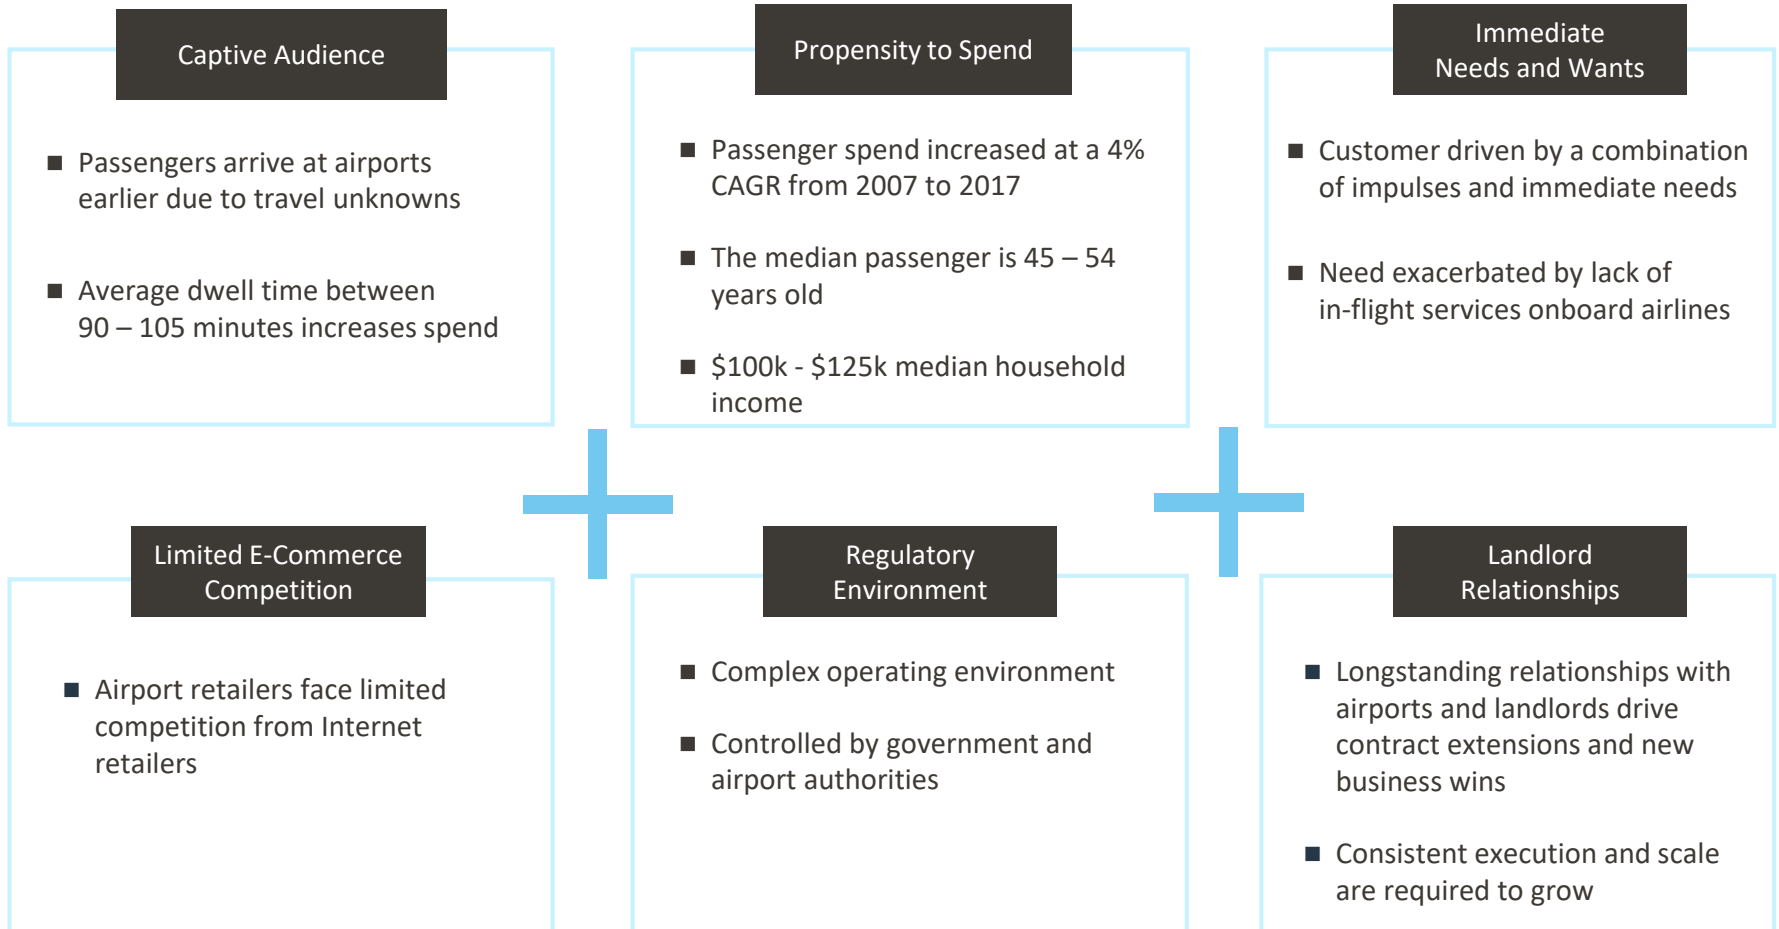 Captive Audience
■ Passengers arrive at airports
earlier due to travel unknowns
■ Average dwell time between
90 – 105 minutes increases spend
Propensity to Spend
■ Passenger spend increased at a 4%
CAGR from 2007 to 2017
■ The median passenger is 45 – 54
years old
■ $100k - $125k median household
income
Immediate
Needs and Wants
■ Customer driven by a combination
of impulses and immediate needs
■ Need exacerbated by lack of
in-flight services onboard airlines
Limited E-Commerce
Competition
■ Airport retailers face limited
competition from Internet
retailers
Regulatory
Environment
■ Complex operating environment
■ Controlled by government and
airport authorities
Landlord
Relationships
■ Longstanding relationships with
airports and landlords drive
contract extensions and new
business wins
■ Consistent execution and scale
are required to grow